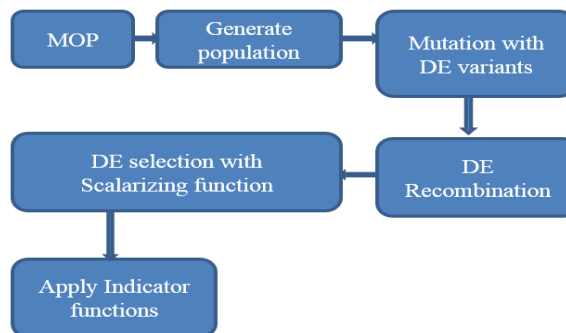 MOP
Generate
population
Mutation with
DE variants
DE
Recombination
DE selection with
Scalarizing function
Apply Indicator
functions